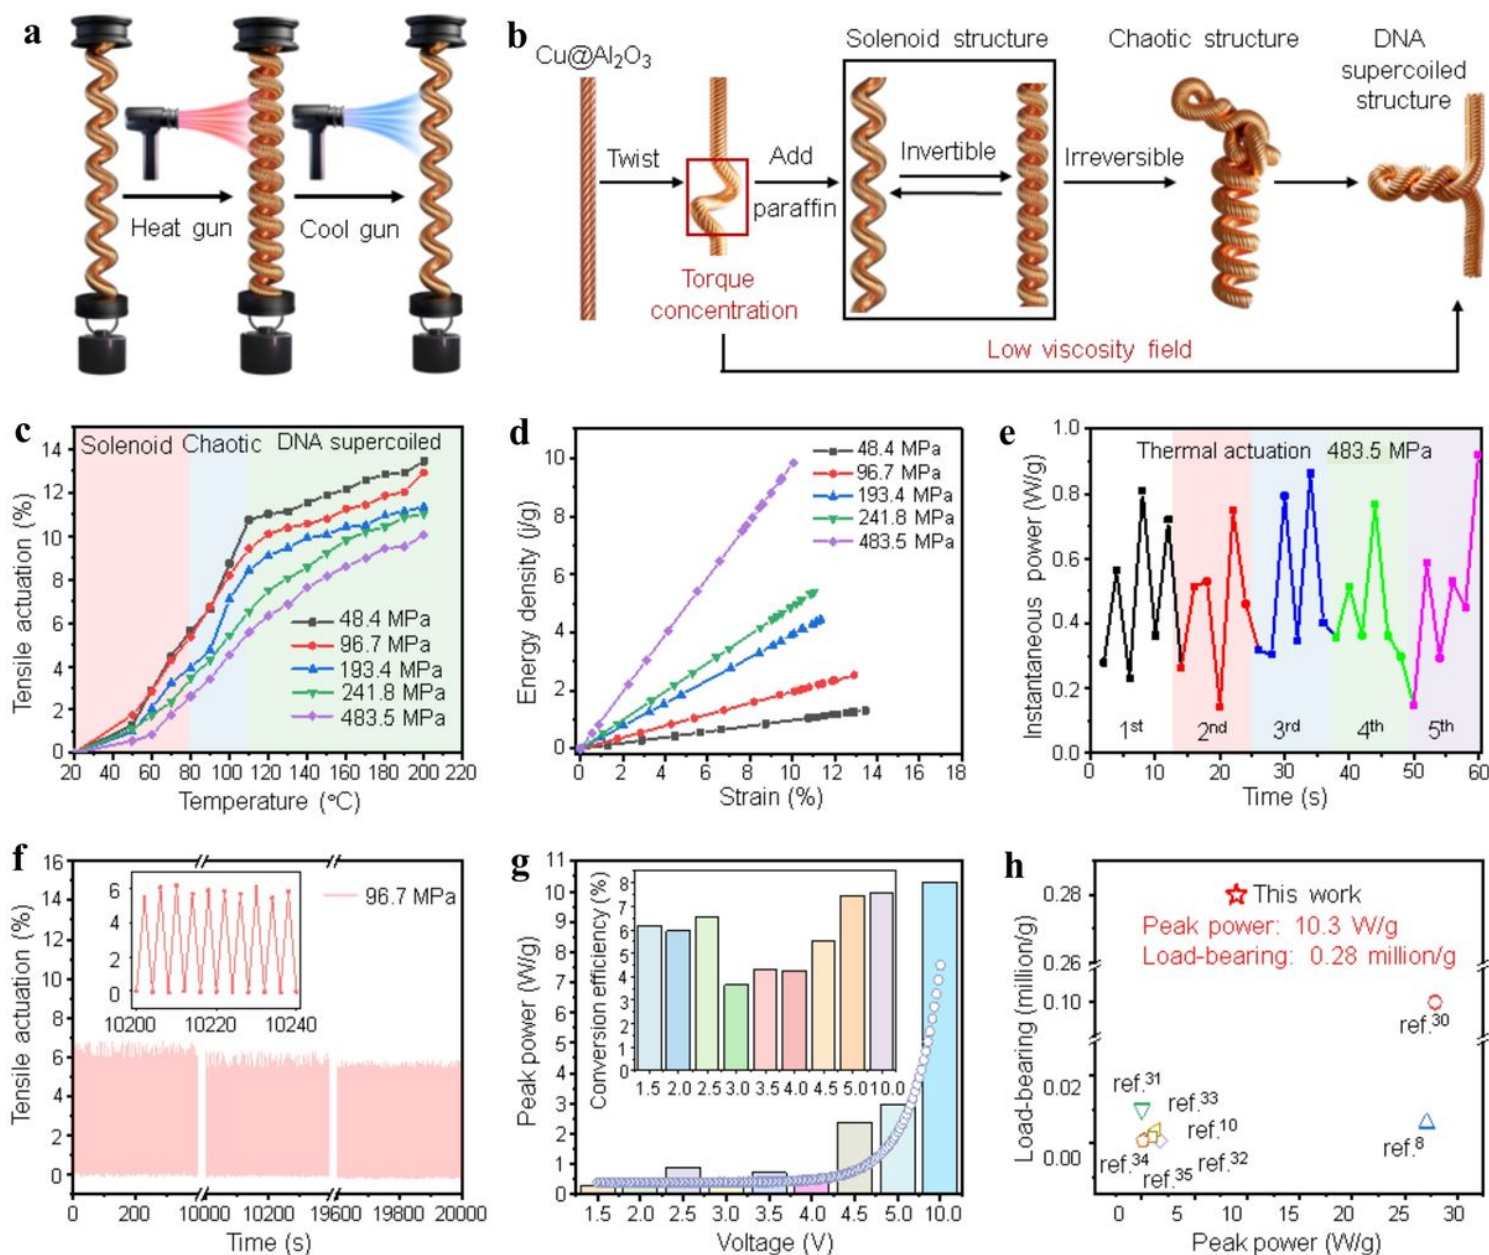 a
Heat gun
Cool gun
b
Cu@Al₂O₃
Solenoid structure
Chaotic structure
DNA
supercoiled
structure
Twist
Add
paraffin
Invertible
Irreversible
Torque
concentration
Low viscosity field
c
Solenoid Chaotic DNA supercoiled
Tensile actuation (%)
14
12
10
8
6
4
2
0
48.4 MPa
96.7 MPa
193.4 MPa
241.8 MPa
483.5 MPa
20 40 60 80 100 120 140 160 180 200 220
Temperature (°C)
d
Energy density (j/g)
10
8
6
4
2
0
48.4 MPa
96.7 MPa
193.4 MPa
241.8 MPa
483.5 MPa
0 2 4 6 8 10 12 14 16 18
Strain (%)
e
Instantaneous power (W/g)
1.0
0.8
0.6
0.4
0.2
0.0
Thermal actuation 483.5 MPa
1ˢᵗ 2ⁿᵈ 3ʳᵈ 4ᵗʰ 5ᵗʰ
0 10 20 30 40 50 60
Time (s)
f
Tensile actuation (%)
16
14
12
10
8
6
4
2
0
96.7 MPa
6
4
2
0
10200 10220 10240
0 200 10000 10200 19600 19800 20000
Time (s)
g
Peak power (W/g)
11
10
9
8
7
6
5
4
3
2
1
0
Conversion efficiency (%)
8
7
6
5
4
3
2
1
0
1.5 2.0 2.5 3.0 3.5 4.0 4.5 5.0 10.0
1.5 2.0 2.5 3.0 3.5 4.0 4.5 5.0 10.0
Voltage (V)
h
Load-bearing (million/g)
0.28
0.26
0.10
0.02
0.00
This work
Peak power: 10.3 W/g
Load-bearing: 0.28 million/g
ref.³⁰
ref.³¹
ref.³³
ref.¹⁰
ref.³⁴
ref.³⁵
ref.³²
ref.⁸
0 5 10 15 20 25 30
Peak power (W/g)